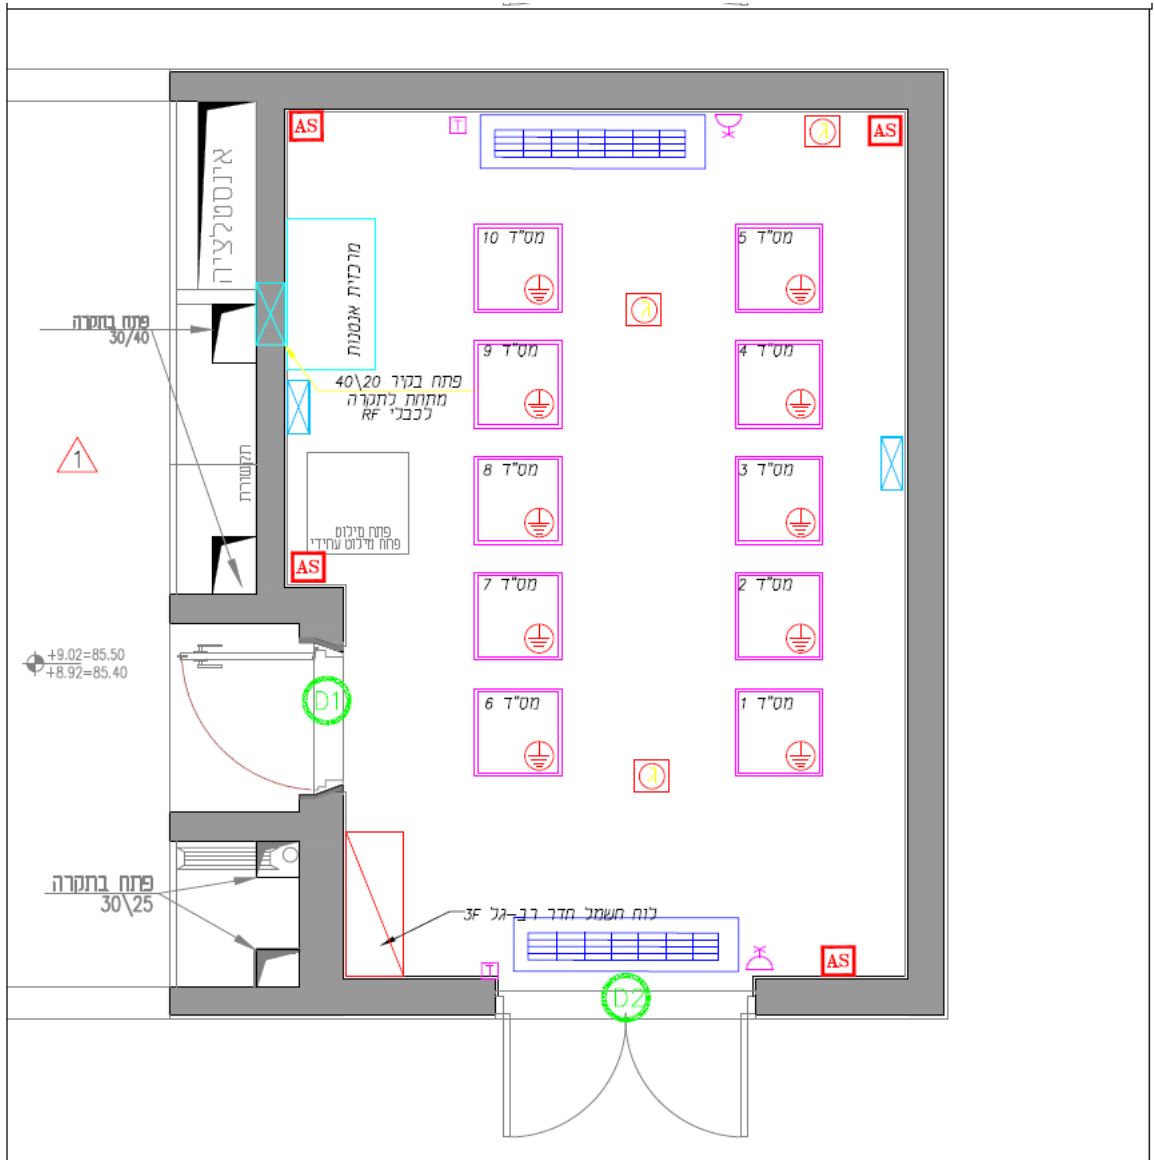 AS
T
ג
AS
אינסטלציה
מרכזית אנטנות
מס"ד 10
מס"ד 5
ג
פתח בתקרה
30/40
מס"ד 9
מס"ד 4
פתח בקיר 20\40
מתחת לתקרה
לכבלי RF
1
תקשורת
מס"ד 8
מס"ד 3
פתח מילוט
פתח מילוט עתידי
AS
מס"ד 7
מס"ד 2
+9.02=85.50
+8.92=85.40
D1
מס"ד 6
מס"ד 1
ג
פתח בתקרה
30\25
לוח חשמל חדר רב-גל 3F
T
AS
D2